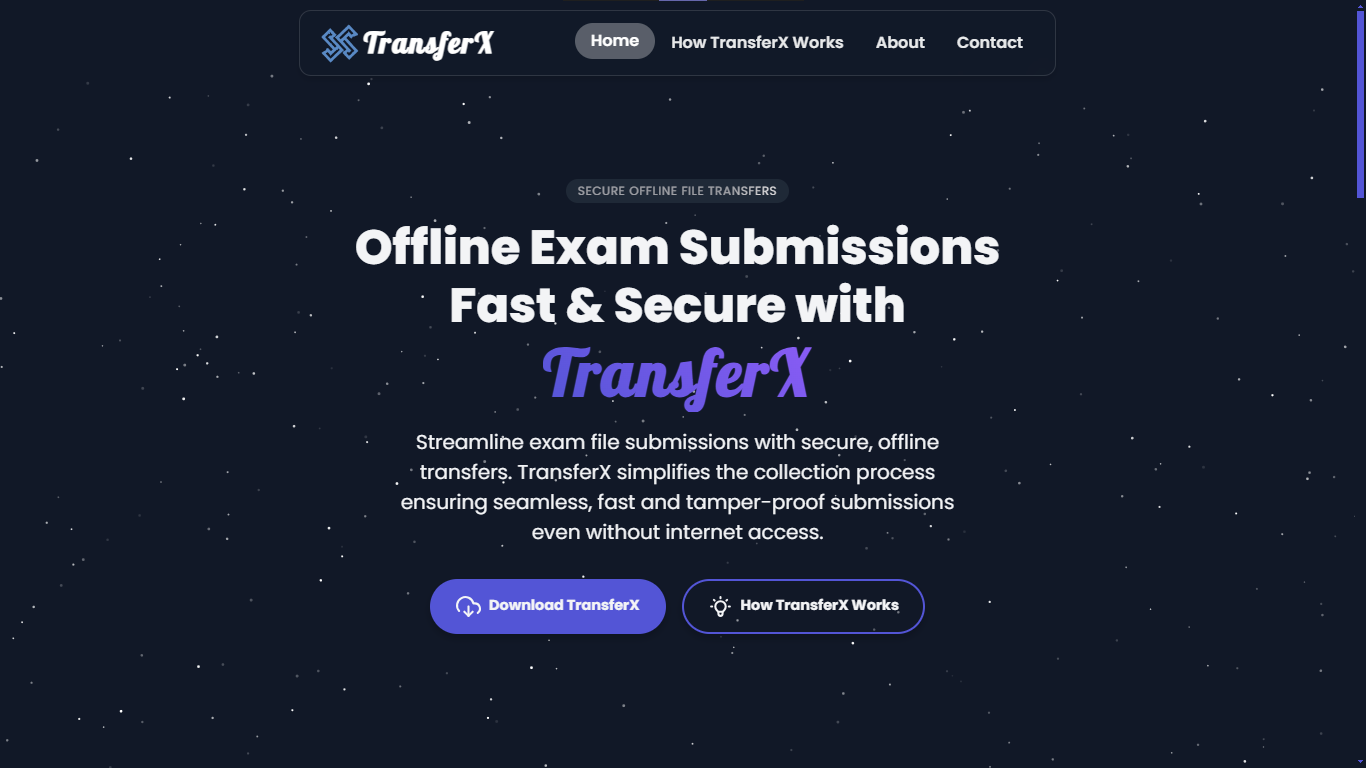 TransferX
Home
How TransferX Works
About
Contact
SECURE OFFLINE FILE TRANSFERS
Offline Exam Submissions
Fast & Secure with
TransferX
Streamline exam file submissions with secure, offline
transfers. TransferX simplifies the collection process
ensuring seamless, fast and tamper-proof submissions
even without internet access.
Download TransferX
How TransferX Works